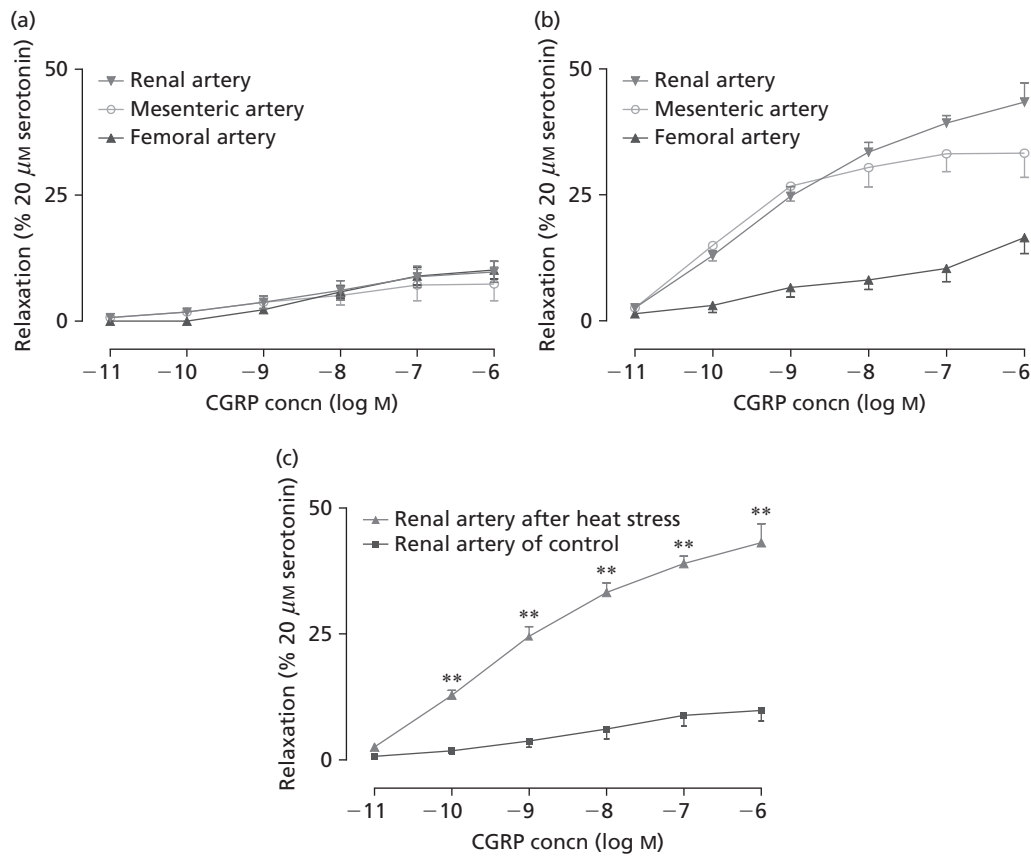 (a)
50
25
0
Relaxation (% 20 μM serotonin)
Renal artery
Mesenteric artery
Femoral artery
−11 −10 −9 −8 −7 −6
CGRP concn (log M)
(b)
50
25
0
Relaxation (% 20 μM serotonin)
Renal artery
Mesenteric artery
Femoral artery
−11 −10 −9 −8 −7 −6
CGRP concn (log M)
(c)
50
25
0
Relaxation (% 20 μM serotonin)
Renal artery after heat stress
Renal artery of control
** ** ** ** **
−11 −10 −9 −8 −7 −6
CGRP concn (log M)